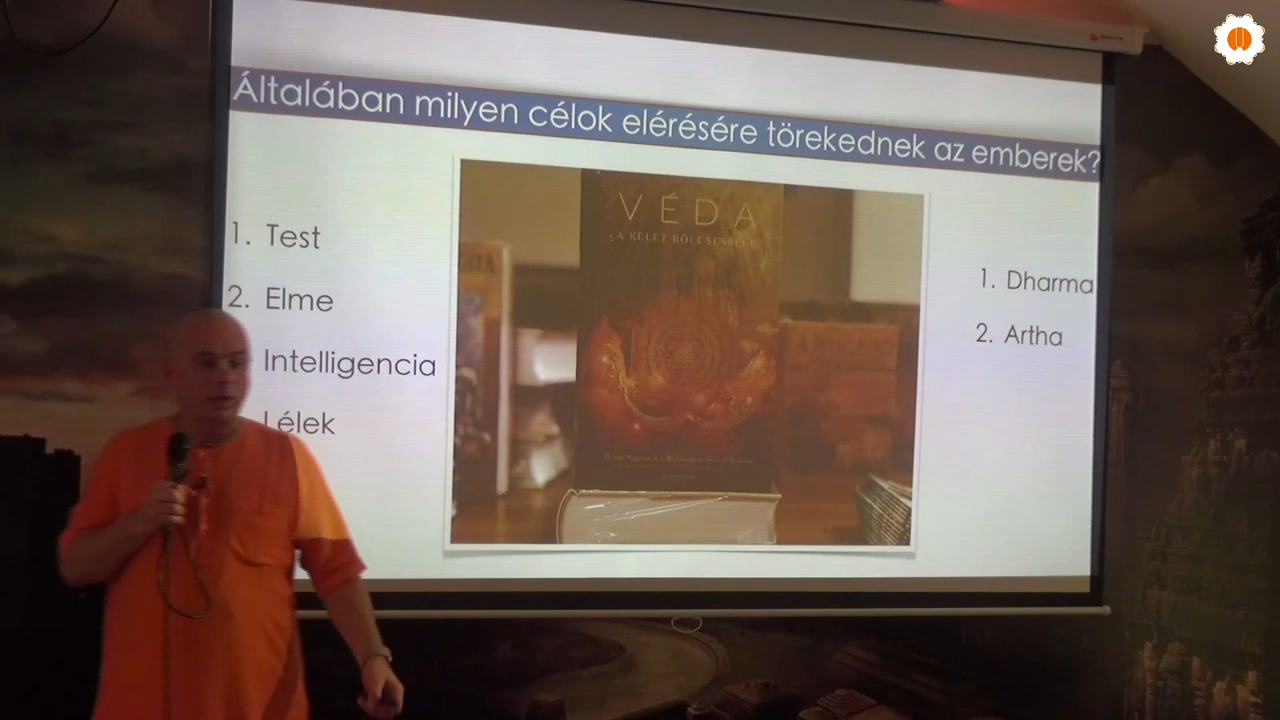 Általában milyen célok elérésére törekednek az emberek?
1. Test
2. Elme
Intelligencia
Lélek
VÉDA
A KELET BÖLCSESSÉGE
1. Dharma
2. Artha